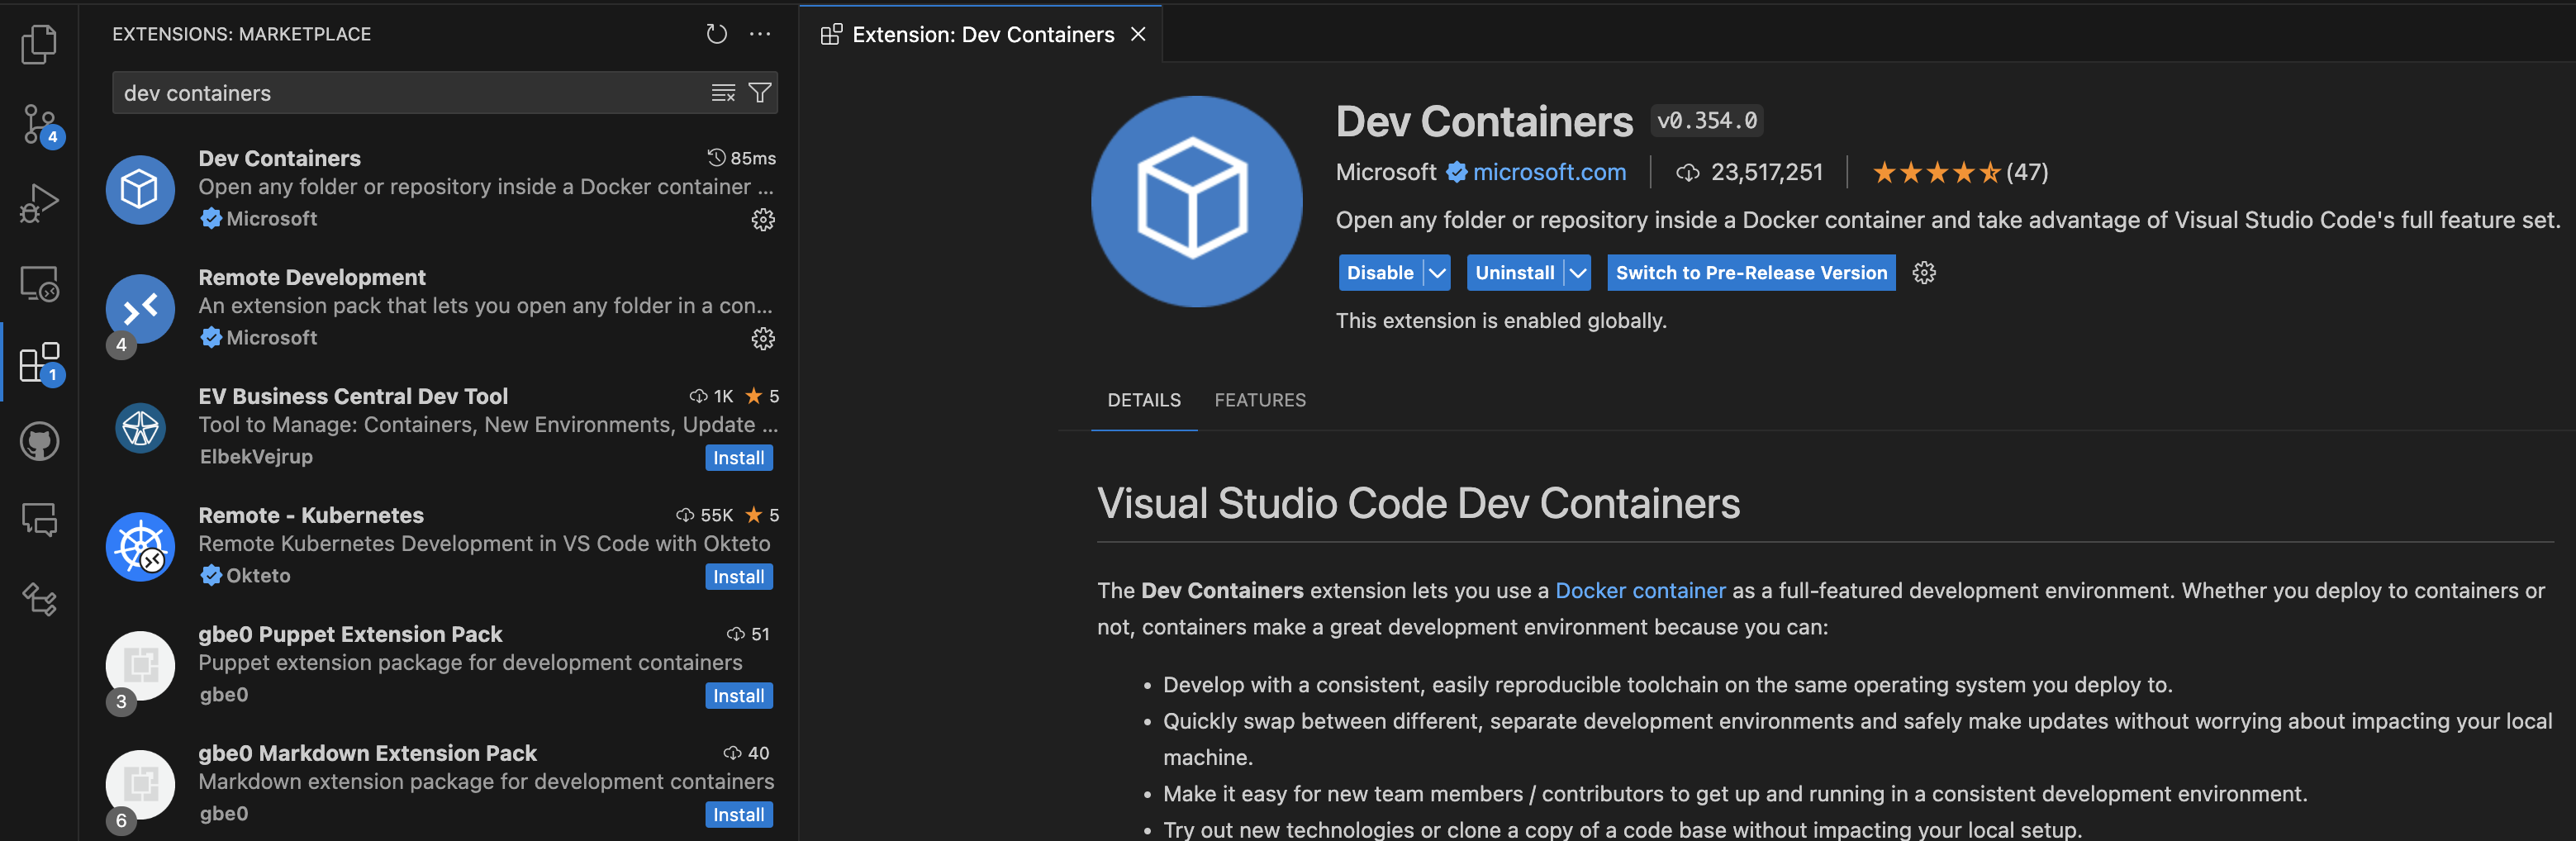 EXTENSIONS: MARKETPLACE
dev containers
4
1
Dev Containers 85ms
Open any folder or repository inside a Docker container ...
Microsoft
Remote Development
An extension pack that lets you open any folder in a con...
4
Microsoft
EV Business Central Dev Tool 1K 5
Tool to Manage: Containers, New Environments, Update ...
ElbekVejrup Install
Remote - Kubernetes 55K 5
Remote Kubernetes Development in VS Code with Okteto
Okteto Install
gbe0 Puppet Extension Pack 51
Puppet extension package for development containers
3
gbe0 Install
gbe0 Markdown Extension Pack 40
Markdown extension package for development containers
6
gbe0 Install
Extension: Dev Containers
Dev Containers v0.354.0
Microsoft microsoft.com 23,517,251 (47)
Open any folder or repository inside a Docker container and take advantage of Visual Studio Code's full feature set.
Disable Uninstall Switch to Pre-Release Version
This extension is enabled globally.
DETAILS FEATURES
Visual Studio Code Dev Containers
The Dev Containers extension lets you use a Docker container as a full-featured development environment. Whether you deploy to containers or
not, containers make a great development environment because you can:
• Develop with a consistent, easily reproducible toolchain on the same operating system you deploy to.
• Quickly swap between different, separate development environments and safely make updates without worrying about impacting your local
machine.
• Make it easy for new team members / contributors to get up and running in a consistent development environment.
• Try out new technologies or clone a copy of a code base without impacting your local setup.